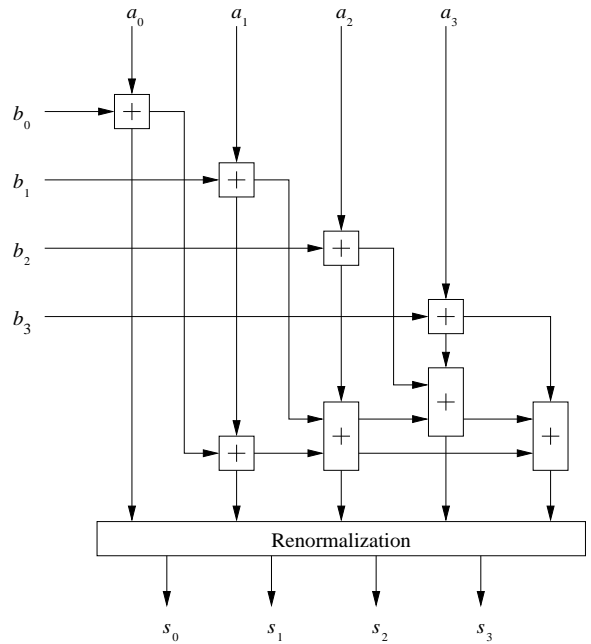 a₀ a₁ a₂ a₃
b₀
+
b₁
+
b₂
+
b₃
+
+
+
+
+
Renormalization
s₀ s₁ s₂ s₃